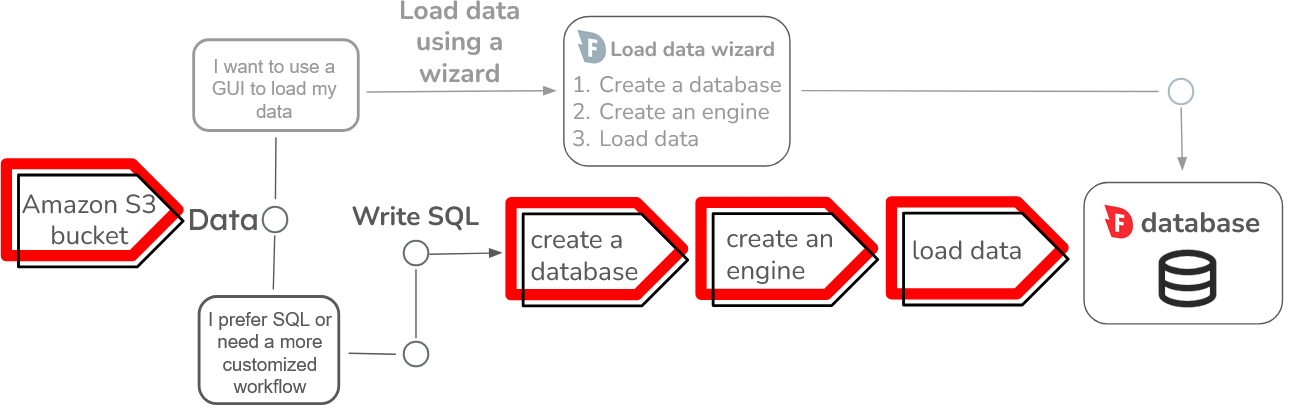 Load data
using a
wizard
I want to use a
GUI to load my
data
Load data wizard
1. Create a database
2. Create an engine
3. Load data
Amazon S3
bucket
Data
Write SQL
create a
database
create an
engine
load data
F database
I prefer SQL or
need a more
customized
workflow